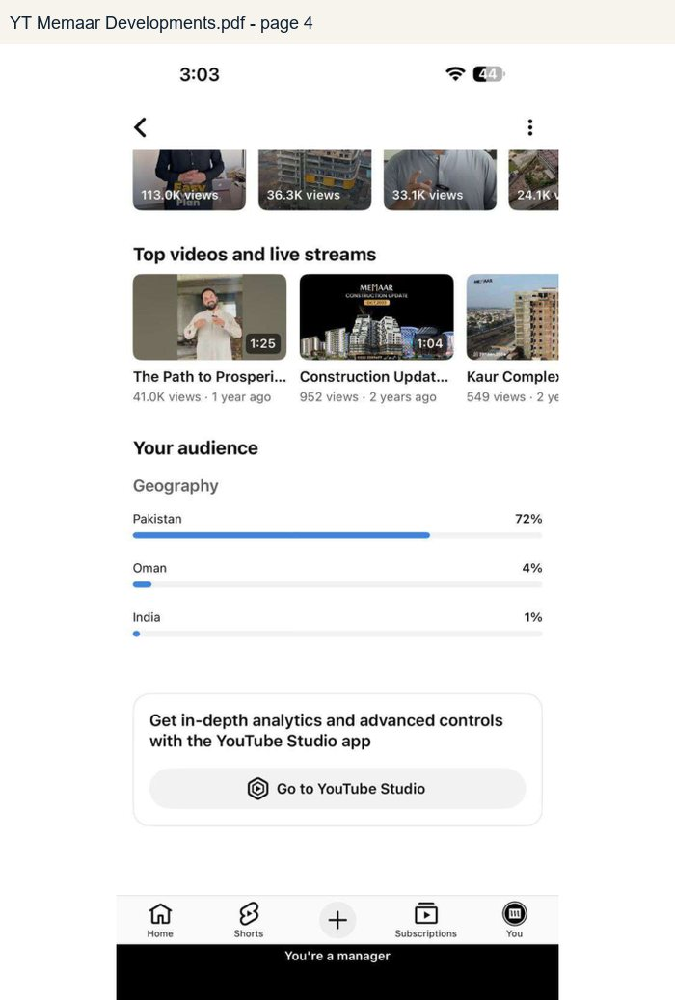 YT Memaar Developments.pdf - page 4
3:03
44
113.0K views
36.3K views
33.1K views
24.1K v
Easy
Plan
Top videos and live streams
1:25
MEMAAR
CONSTRUCTION UPDATE
1:04
MEMAAR
The Path to Prosperi...
Construction Updat...
Kaur Complex
41.0K views · 1 year ago
952 views · 2 years ago
549 views · 2 ye
Your audience
Geography
Pakistan
72%
Oman
4%
India
1%
Get in-depth analytics and advanced controls
with the YouTube Studio app
Go to YouTube Studio
Home
Shorts
Subscriptions
You
You're a manager